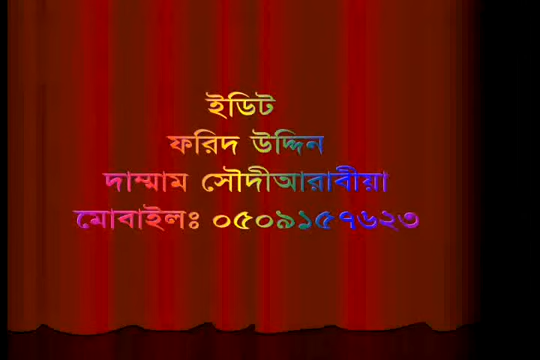 ইডিট
ফরিদ উদ্দিন
দাম্মাম সৌদীআরাবীয়া
মোবাইলঃ ০৫০৯১৫৭৬২৩